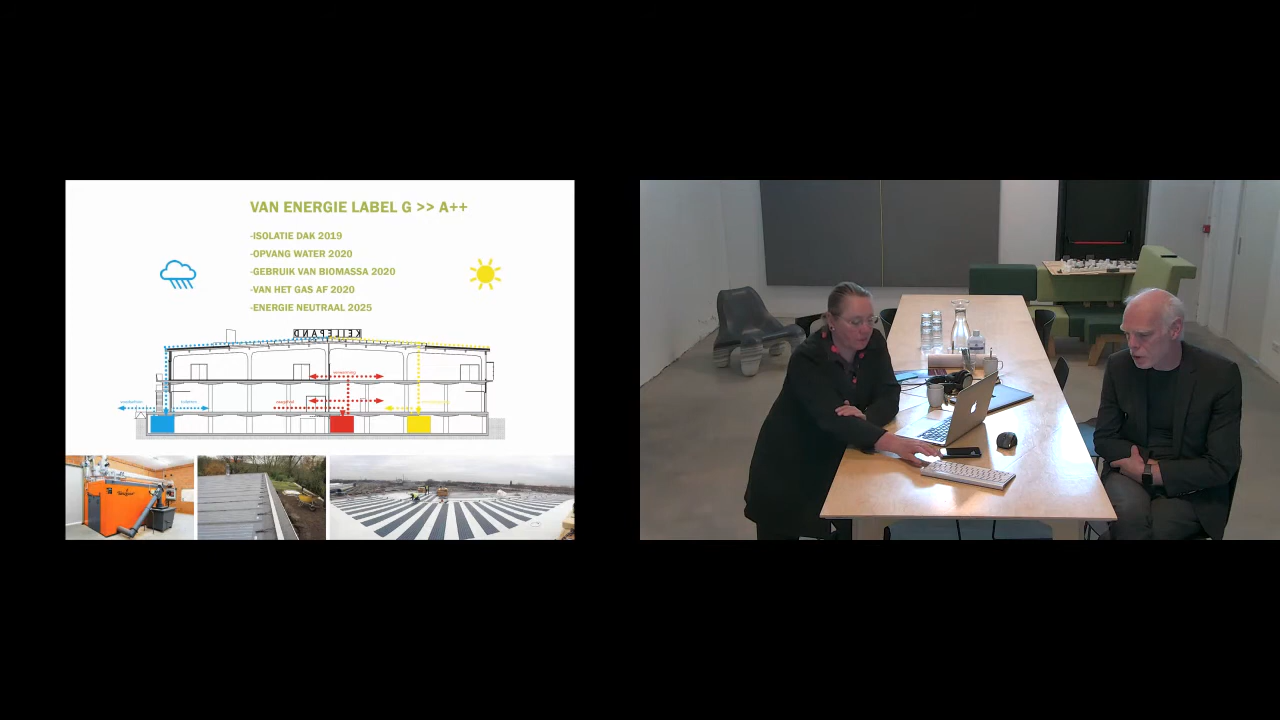 VAN ENERGIE LABEL G >> A++
-ISOLATIE DAK 2019
-OPVANG WATER 2020
-GEBRUIK VAN BIOMASSA 2020
-VAN HET GAS AF 2020
-ENERGIE NEUTRAAL 2025
KEILEPAND
verwarming